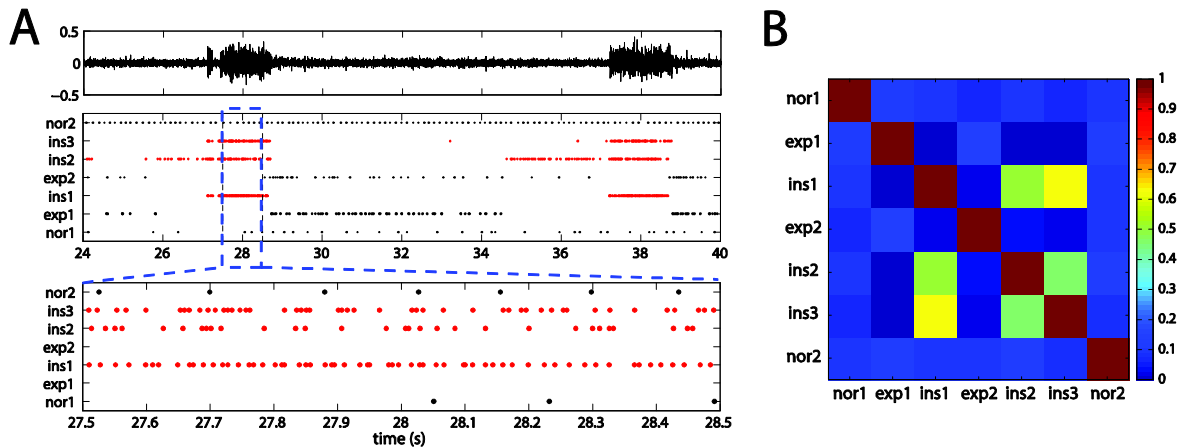 A
0.5
0
−0.5
nor2
ins3
ins2
exp2
ins1
exp1
nor1
24 26 28 30 32 34 36 38 40
nor2
ins3
ins2
exp2
ins1
exp1
nor1
27.5 27.6 27.7 27.8 27.9 28 28.1 28.2 28.3 28.4 28.5
time (s)
B
nor1
exp1
ins1
exp2
ins2
ins3
nor2
nor1 exp1 ins1 exp2 ins2 ins3 nor2
1
0.9
0.8
0.7
0.6
0.5
0.4
0.3
0.2
0.1
0